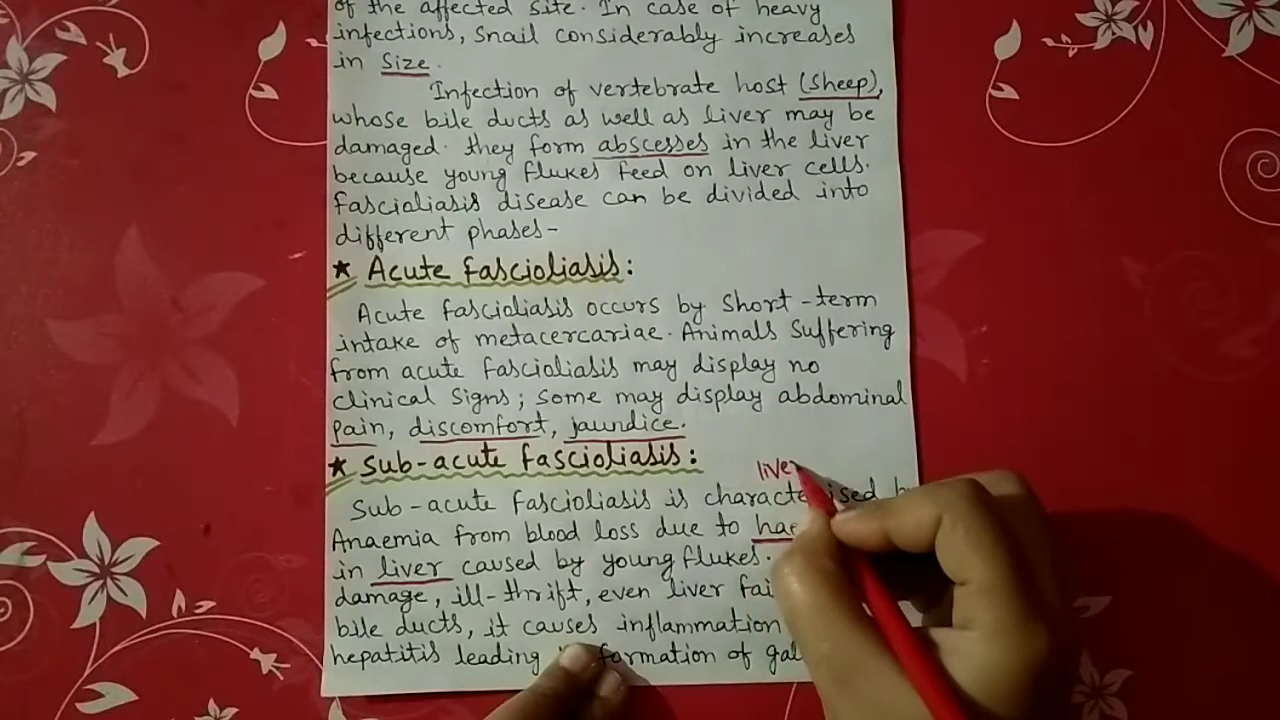 of the affected site. In case of heavy
infections, snail considerably increases
in size.
Infection of vertebrate host (sheep),
whose bile ducts as well as liver may be
damaged. they form abscesses in the liver
because young flukes feed on liver cells.
fascioliasis disease can be divided into
different phases-
★ Acute fascioliasis:
Acute fascioliasis occurs by short-term
intake of metacercariae. Animals suffering
from acute fascioliasis may display no
clinical signs; some may display abdominal
pain, discomfort, jaundice.
★ sub-acute fascioliasis:
live
Sub-acute fascioliasis is characterised
Anaemia from blood loss due to hae
in liver caused by young flukes.
damage, ill-thrift, even liver fai
bile ducts, it causes inflammation
hepatitis leading formation of gal